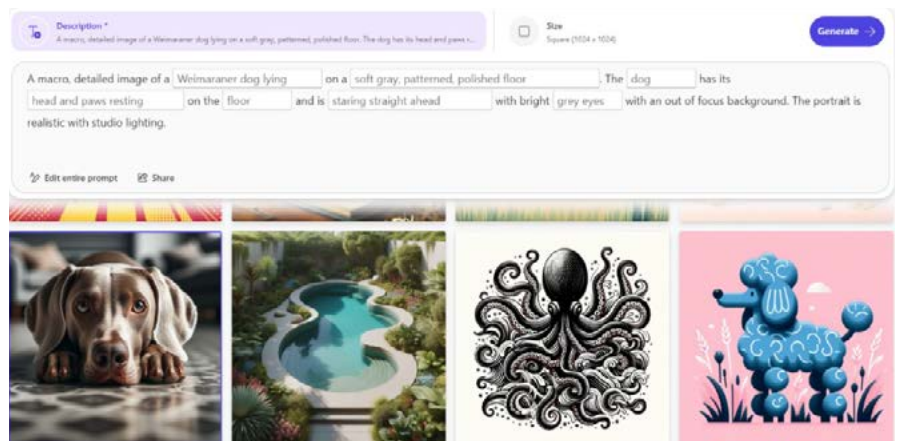 Description *
A macro, detailed image of a Weimaraner dog lying on a soft gray, patterned, polished floor. The dog has its head and paws r...
Size
Square (1024 x 1024)
Generate →
A macro, detailed image of a Weimaraner dog lying on a soft gray, patterned, polished floor . The dog has its
head and paws resting on the floor and is staring straight ahead with bright grey eyes with an out of focus background. The portrait is
realistic with studio lighting.
Edit entire prompt Share